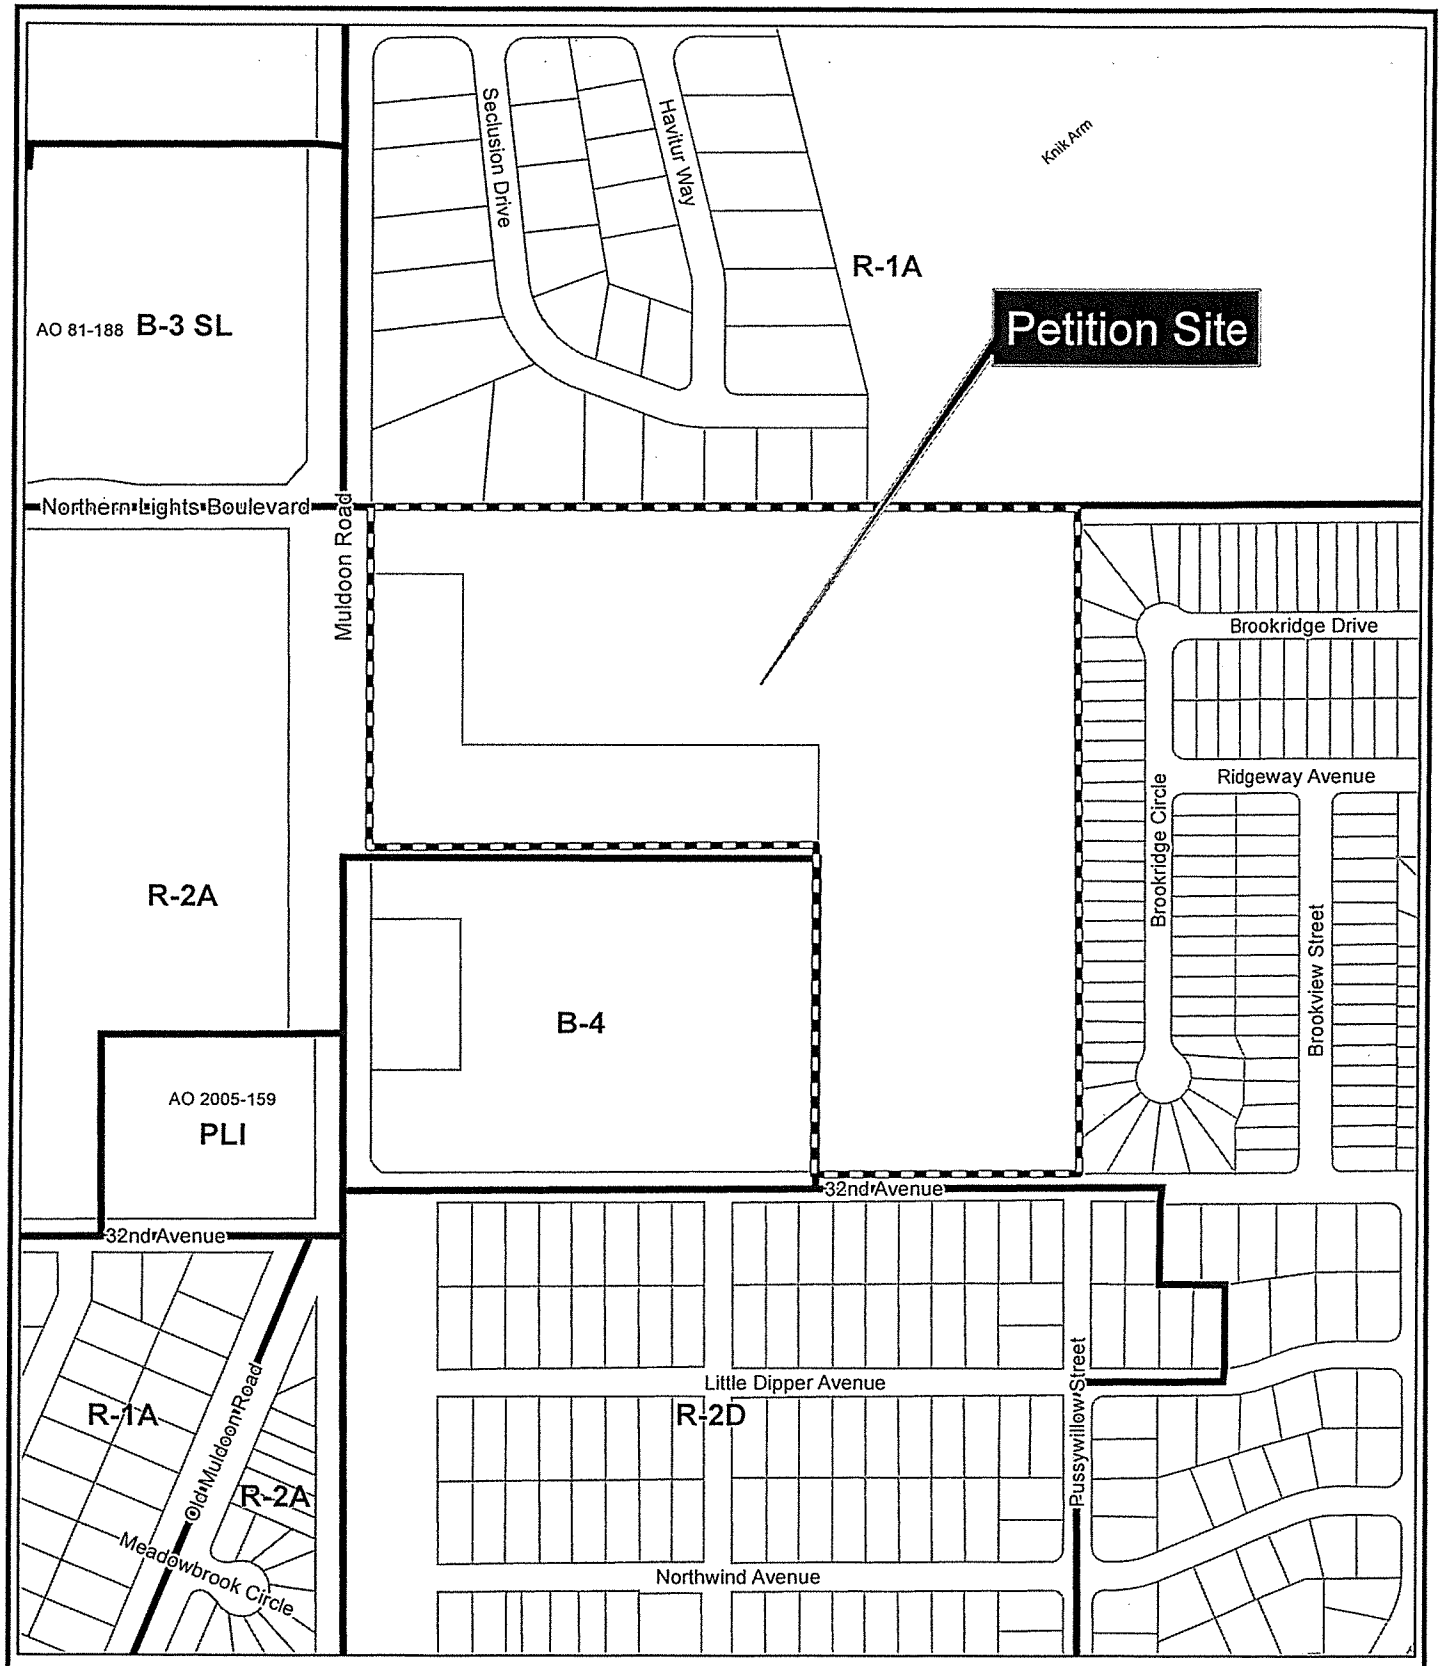 Seclusion Drive
Havitur Way
Knik Arm
R-1A
AO 81-188 B-3 SL
Petition Site
Northern Lights Boulevard
Muldoon Road
Brookridge Drive
Ridgeway Avenue
Brookridge Circle
R-2A
Brookview Street
B-4
AO 2005-159
PLI
32nd Avenue
32nd Avenue
Little Dipper Avenue
R-2D
Pussywillow Street
R-1A
Old Muldoon Road
R-2A
Meadowbrook Circle
Northwind Avenue